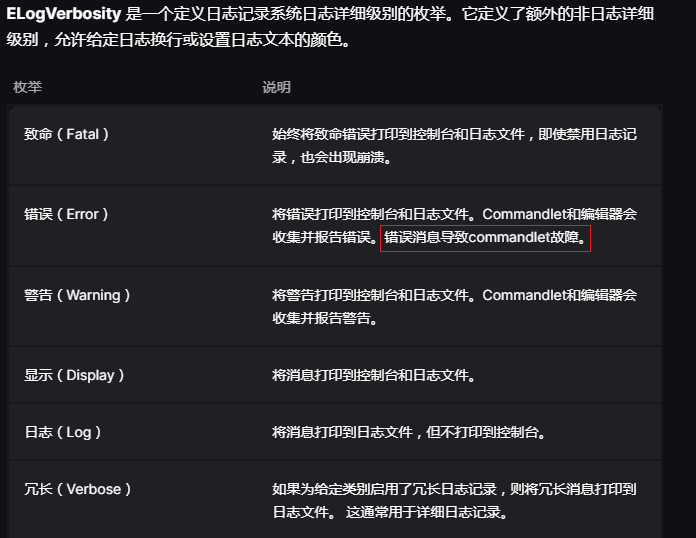 ELogVerbosity 是一个定义日志记录系统日志详细级别的枚举。它定义了额外的非日志详细
级别，允许给定日志换行或设置日志文本的颜色。
枚举 说明
致命（Fatal） 始终将致命错误打印到控制台和日志文件，即使禁用日志记
录，也会出现崩溃。
错误（Error） 将错误打印到控制台和日志文件。Commandlet和编辑器会
收集并报告错误。错误消息导致commandlet故障。
警告（Warning） 将警告打印到控制台和日志文件。Commandlet和编辑器会
收集并报告警告。
显示（Display） 将消息打印到控制台和日志文件。
日志（Log） 将消息打印到日志文件，但不打印到控制台。
冗长（Verbose） 如果为给定类别启用了冗长日志记录，则将冗长消息打印到
日志文件。 这通常用于详细日志记录。